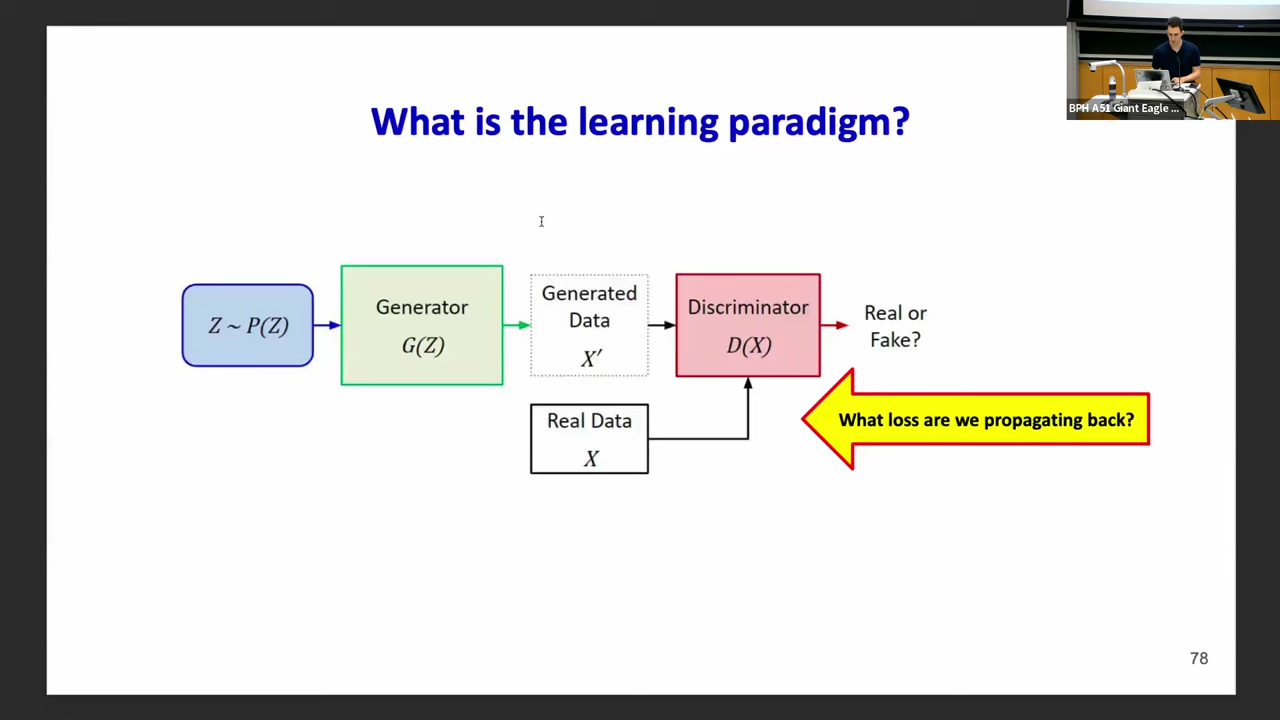 BPH A51 Giant Eagle ...
What is the learning paradigm?
Z ~ P(Z)
Generator
G(Z)
Generated
Data
X′
Discriminator
D(X)
Real or
Fake?
Real Data
X
What loss are we propagating back?
78